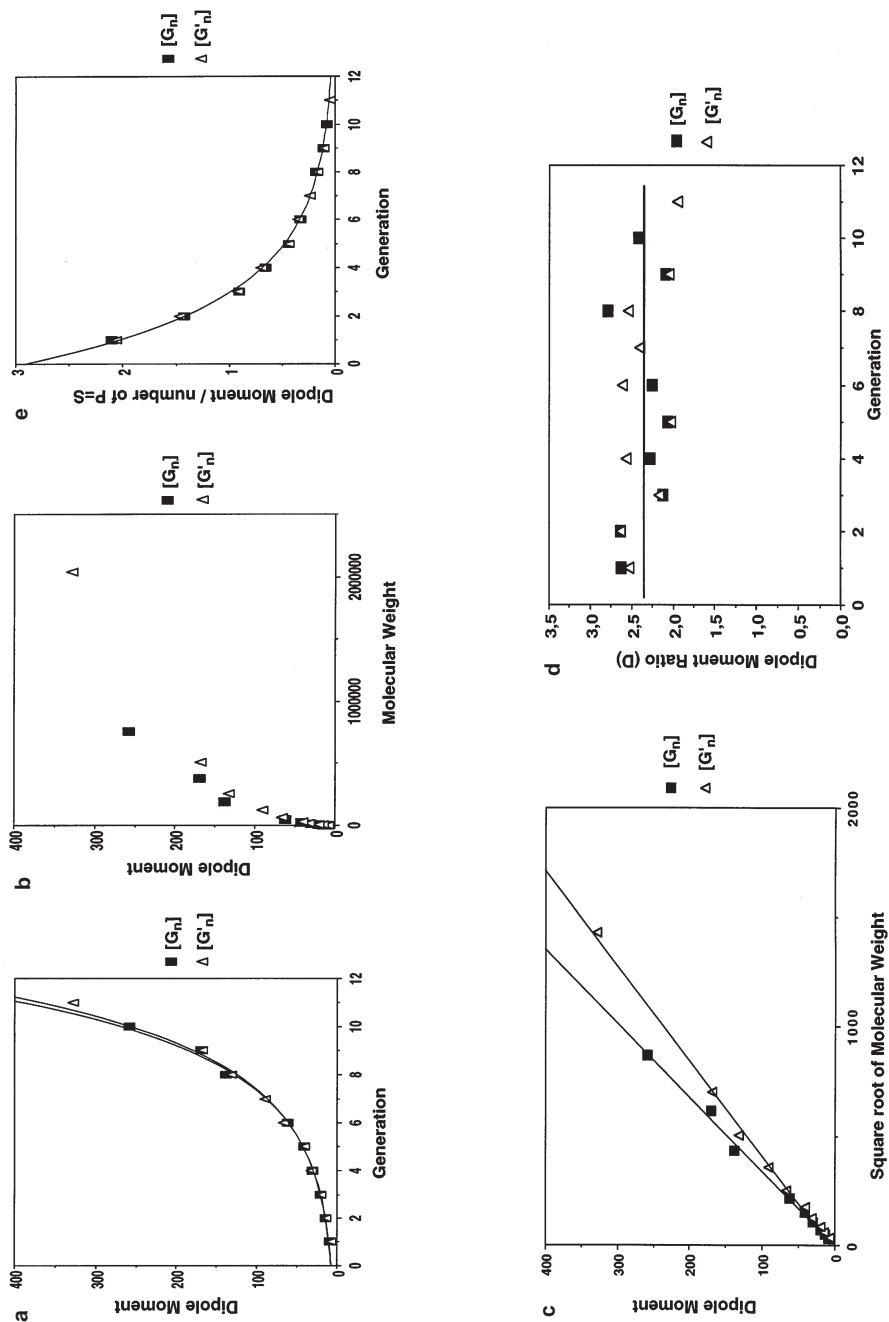 a
400
300
200
100
0
Dipole Moment
0
2
4
6
8
10
12
Generation
[Gn]
[G'n]
b
400
300
200
100
0
Dipole Moment
0
1000000
2000000
Molecular Weight
[Gn]
[G'n]
e
3
2
1
0
Dipole Moment / number of P=S
0
2
4
6
8
10
12
Generation
[Gn]
[G'n]
c
400
300
200
100
0
Dipole Moment
0
1000
2000
Square root of Molecular Weight
[Gn]
[G'n]
d
3,5
3,0
2,5
2,0
1,5
1,0
0,5
0,0
Dipole Moment Ratio (D)
0
2
4
6
8
10
12
Generation
[Gn]
[G'n]